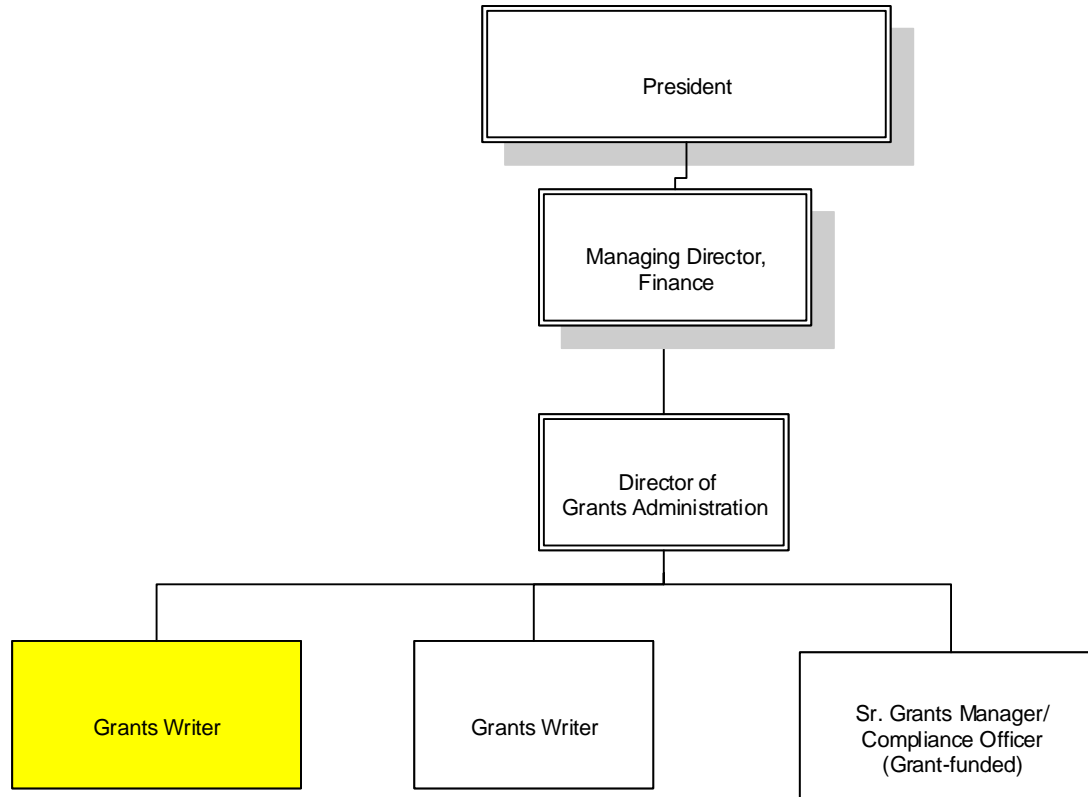 President
Managing Director,
Finance
Director of
Grants Administration
Grants Writer
Grants Writer
Sr. Grants Manager/
Compliance Officer
(Grant-funded)